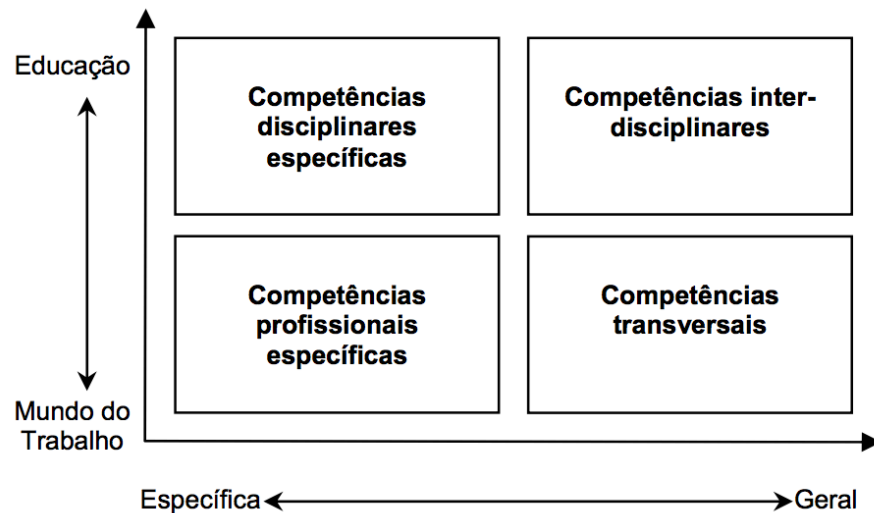 Educação
Competências
disciplinares
específicas
Competências inter-
disciplinares
Competências
profissionais
específicas
Competências
transversais
Mundo do
Trabalho
Específica
Geral